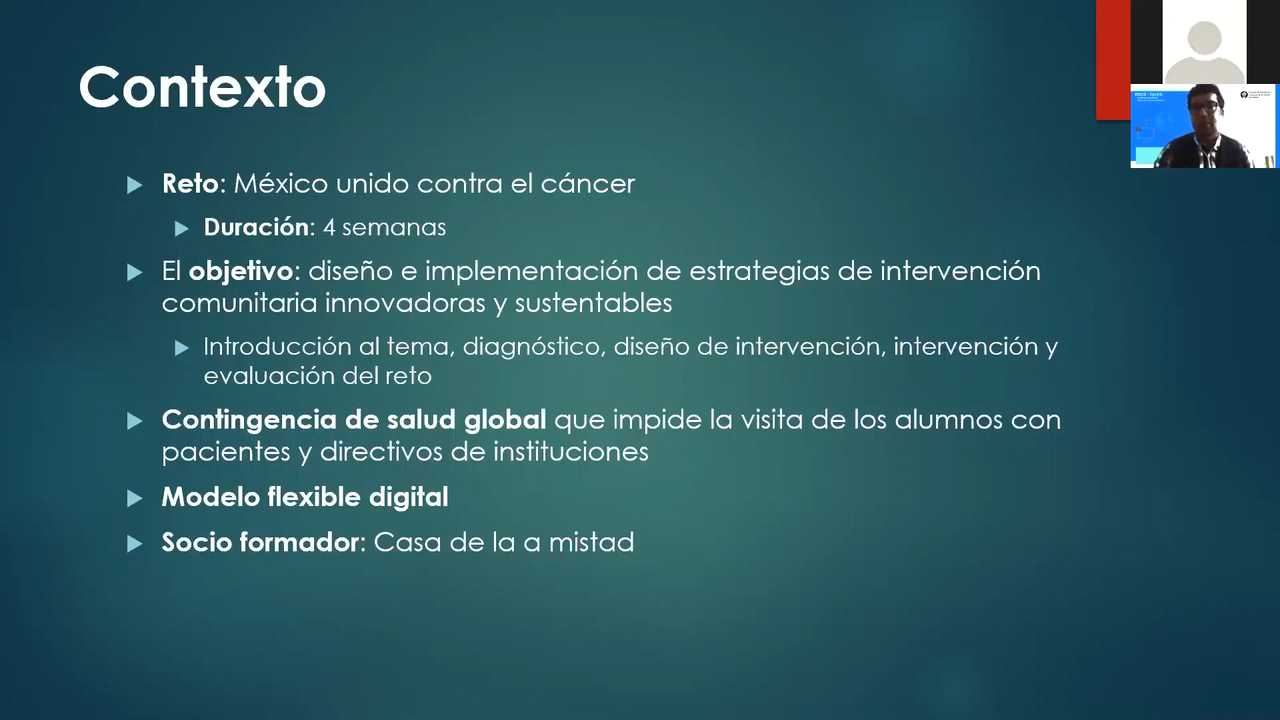 Contexto
Reto: México unido contra el cáncer
Duración: 4 semanas
El objetivo: diseño e implementación de estrategias de intervención
comunitaria innovadoras y sustentables
Introducción al tema, diagnóstico, diseño de intervención, intervención y
evaluación del reto
Contingencia de salud global que impide la visita de los alumnos con
pacientes y directivos de instituciones
Modelo flexible digital
Socio formador: Casa de la a mistad